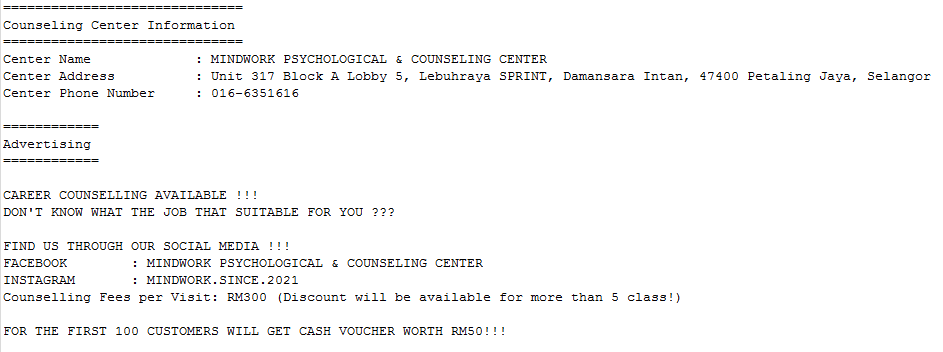 ==============================
Counseling Center Information
==============================
Center Name             : MINDWORK PSYCHOLOGICAL & COUNSELING CENTER
Center Address          : Unit 317 Block A Lobby 5, Lebuhraya SPRINT, Damansara Intan, 47400 Petaling Jaya, Selangor
Center Phone Number     : 016-6351616
============
Advertising
============
CAREER COUNSELLING AVAILABLE !!!
DON'T KNOW WHAT THE JOB THAT SUITABLE FOR YOU ???
FIND US THROUGH OUR SOCIAL MEDIA !!!
FACEBOOK        : MINDWORK PSYCHOLOGICAL & COUNSELING CENTER
INSTAGRAM       : MINDWORK.SINCE.2021
Counselling Fees per Visit: RM300 (Discount will be available for more than 5 class!)
FOR THE FIRST 100 CUSTOMERS WILL GET CASH VOUCHER WORTH RM50!!!